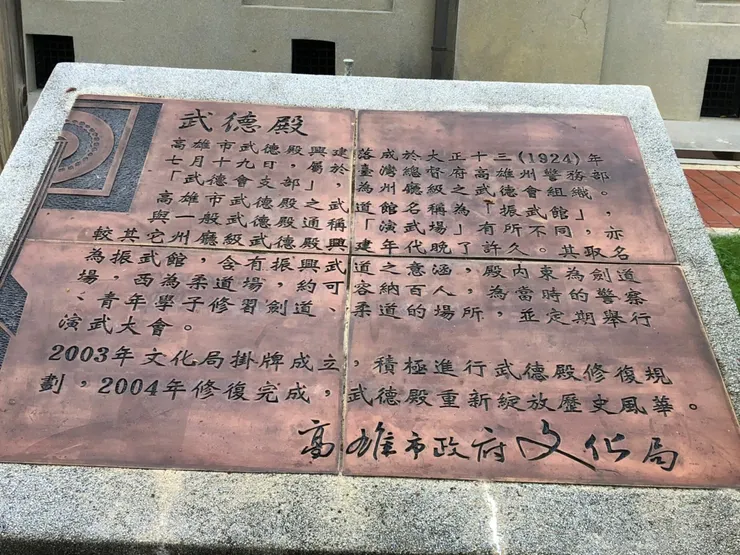 武德殿
高雄市武德殿興建落成於大正十三(1924)年
七月十九日,屬於臺灣總督府高雄州警務部
「武德會支部」,為州廳級之武德會組織。
高雄市武德殿之武道館名稱為「振武館」,
與一般武德殿通稱「演武場」有所不同,亦
較其它州廳級武德殿興建年代晚了許久。其取名
為振武館,含有振興武道之意涵,殿內東為劍道
場,西為柔道場,約可容納百人,為當時的警察
、青年學子修習劍道、柔道的場所,並定期舉行
演武大會。
2003年文化局掛牌成立,積極進行武德殿修復規
劃,2004年修復完成,武德殿重新綻放歷史風華。
高雄市政府文化局